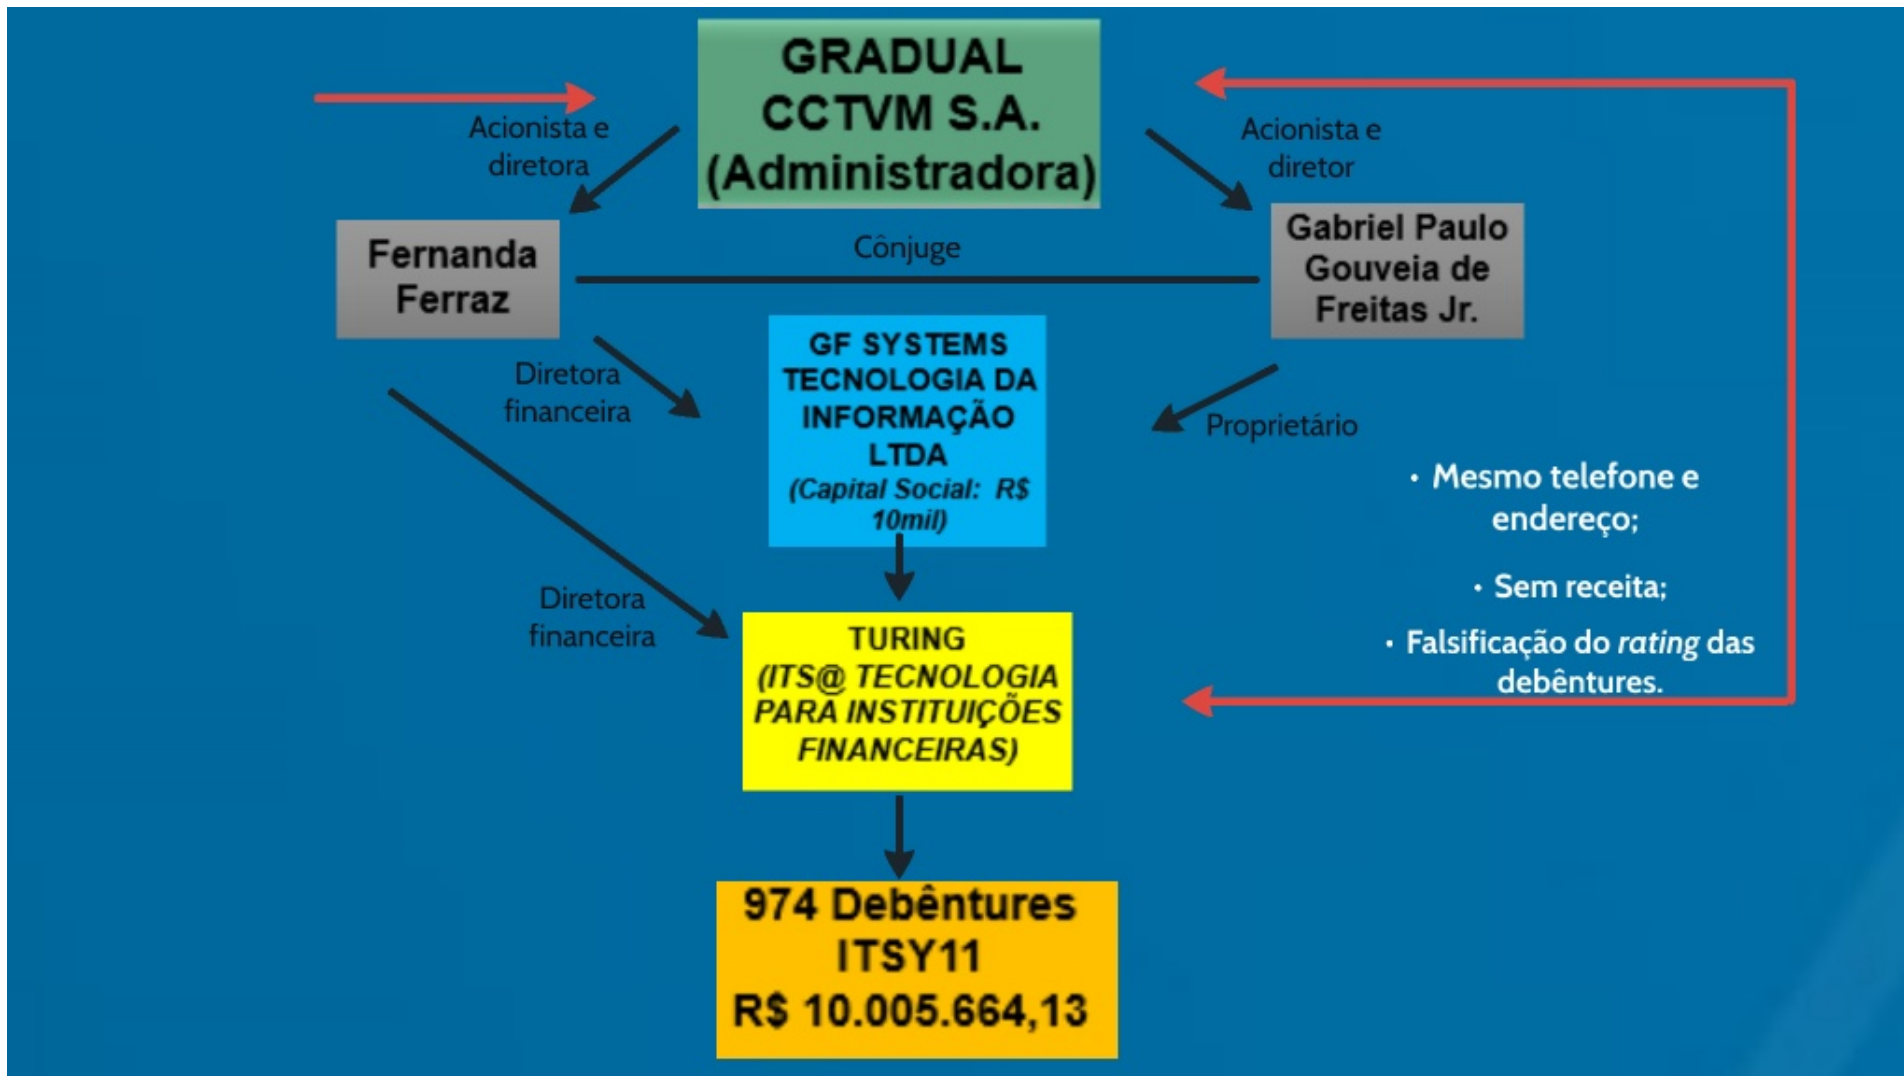 GRADUAL
CCTVM S.A.
(Administradora)
Acionista e
diretora
Acionista e
diretor
Fernanda
Ferraz
Cônjuge
Gabriel Paulo
Gouveia de
Freitas Jr.
GF SYSTEMS
TECNOLOGIA DA
INFORMAÇÃO
LTDA
(Capital Social: R$
10mil)
Diretora
financeira
Proprietário
• Mesmo telefone e
endereço;
• Sem receita;
• Falsificação do rating das
debêntures.
Diretora
financeira
TURING
(ITS@ TECNOLOGIA
PARA INSTITUIÇÕES
FINANCEIRAS)
974 Debêntures
ITSY11
R$ 10.005.664,13